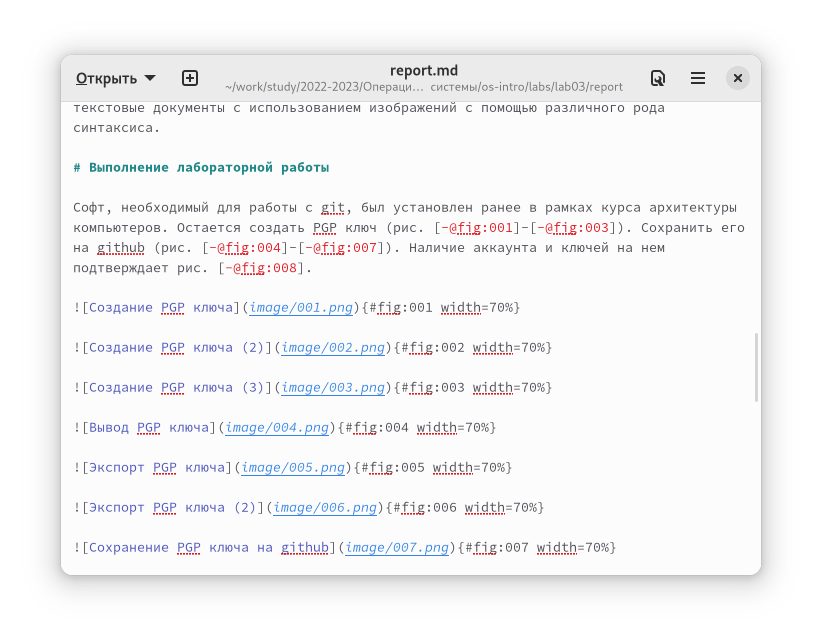 Открыть
report.md
~/work/study/2022-2023/Операци… системы/os-intro/labs/lab03/report
текстовые документы с использованием изображений с помощью различного рода
синтаксиса.
# Выполнение лабораторной работы
Софт, необходимый для работы с git, был установлен ранее в рамках курса архитектуры
компьютеров. Остается создать PGP ключ (рис. [-@fig:001]-[-@fig:003]). Сохранить его
на github (рис. [-@fig:004]-[-@fig:007]). Наличие аккаунта и ключей на нем
подтверждает рис. [-@fig:008].
![Создание PGP ключа](image/001.png){#fig:001 width=70%}
![Создание PGP ключа (2)](image/002.png){#fig:002 width=70%}
![Создание PGP ключа (3)](image/003.png){#fig:003 width=70%}
![Вывод PGP ключа](image/004.png){#fig:004 width=70%}
![Экспорт PGP ключа](image/005.png){#fig:005 width=70%}
![Экспорт PGP ключа (2)](image/006.png){#fig:006 width=70%}
![Сохранение PGP ключа на github](image/007.png){#fig:007 width=70%}